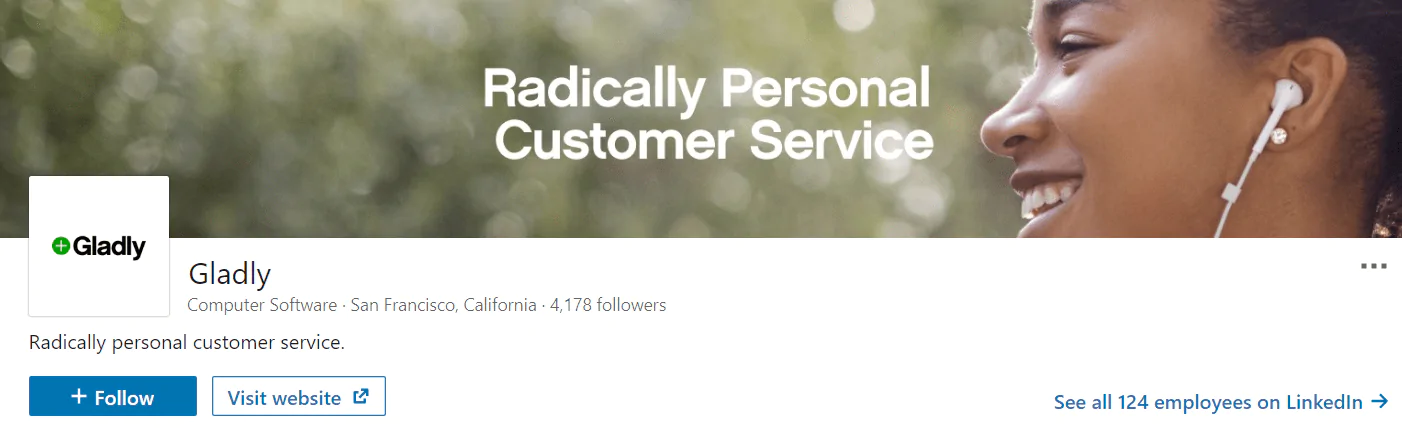 Radically Personal
Customer Service
Gladly
Gladly
Computer Software · San Francisco, California · 4,178 followers
Radically personal customer service.
+ Follow
Visit website
See all 124 employees on LinkedIn →